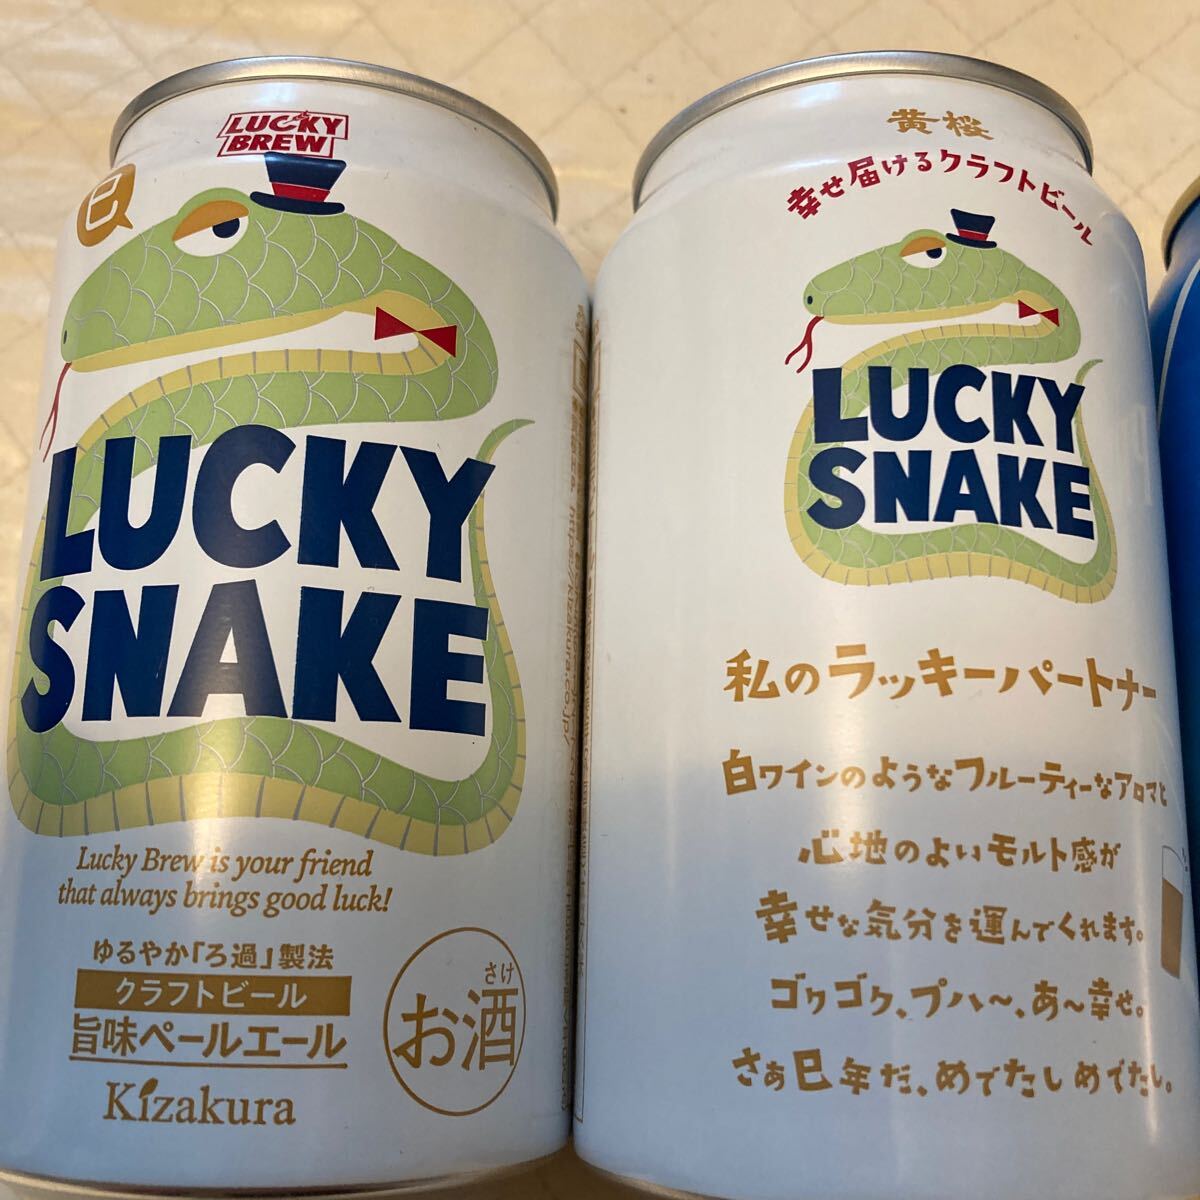 LUCKY
BREW
巳
LUCKY
SNAKE
Lucky Brew is your friend
that always brings good luck!
ゆるやか「ろ過」製法
クラフトビール
旨味ペールエール
Kizakura
さけ
お酒
https://kizakura.co.jp/
黄桜
幸せ届けるクラフトビール
LUCKY
SNAKE
私のラッキーパートナー
白ワインのようなフルーティーなアロマと
心地のよいモルト感が
幸せな気分を運んでくれます。
ゴクゴク、プハ〜、あ〜幸せ。
さぁ巳年だ、めでたしめでたし。